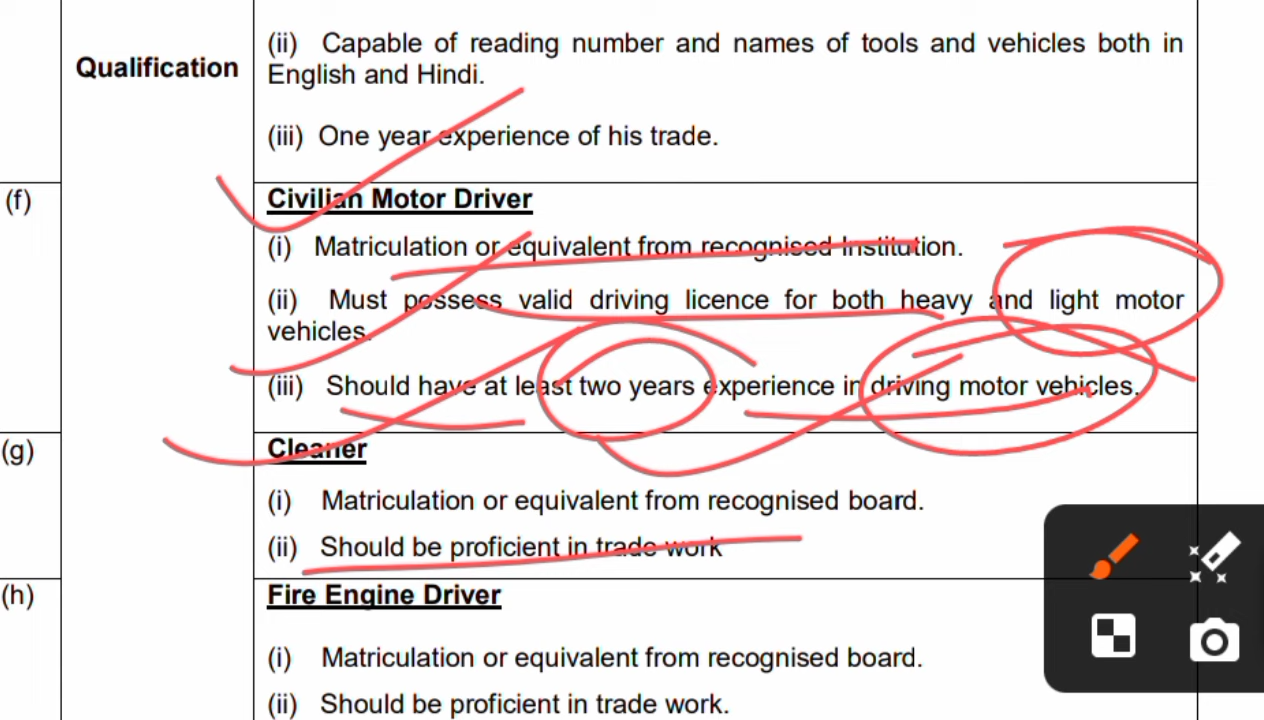 (ii) Capable of reading number and names of tools and vehicles both in
Qualification
English and Hindi.
(iii) One year experience of his trade.
(f)
Civilian Motor Driver
(i) Matriculation or equivalent from recognised Institution.
(ii) Must possess valid driving licence for both heavy and light motor
vehicles.
(iii) Should have at least two years experience in driving motor vehicles.
(g)
Cleaner
(i) Matriculation or equivalent from recognised board.
(ii) Should be proficient in trade work
(h)
Fire Engine Driver
(i) Matriculation or equivalent from recognised board.
(ii) Should be proficient in trade work.